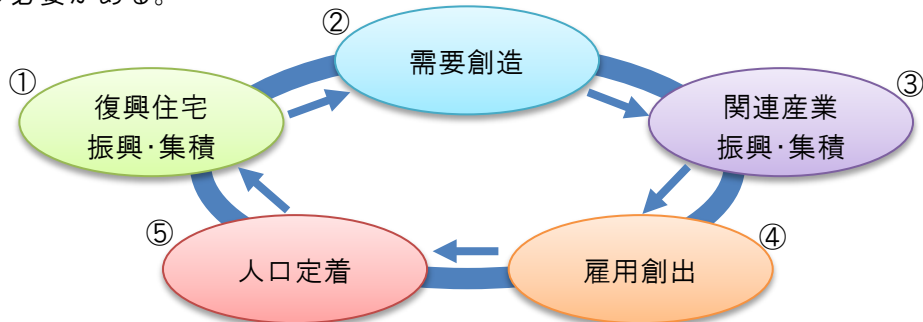 必要がある。
①
復興住宅
振興・集積
②
需要創造
③
関連産業
振興・集積
④
雇用創出
⑤
人口定着